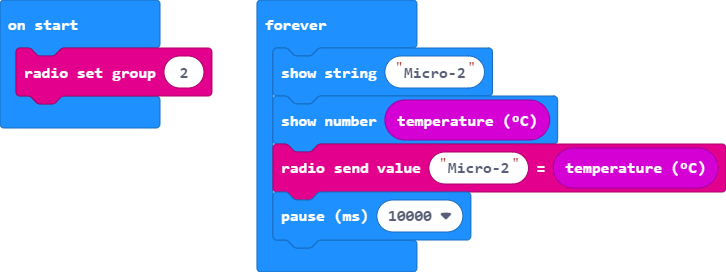 on start
radio set group 2
forever
show string "Micro-2"
show number temperature (ºC)
radio send value "Micro-2" = temperature (ºC)
pause (ms) 10000